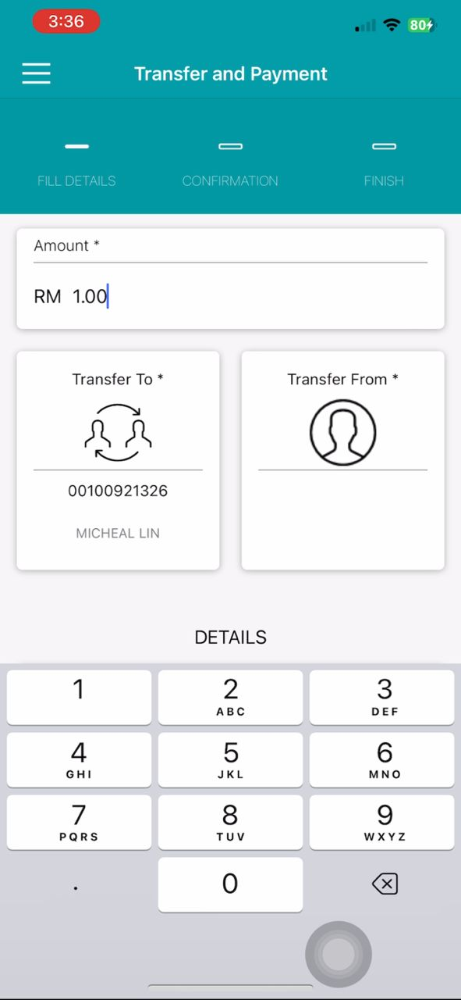 3:36
80
Transfer and Payment
FILL DETAILS
CONFIRMATION
FINISH
Amount *
RM 1.00
Transfer To *
Transfer From *
00100921326
MICHEAL LIN
DETAILS
1
2
ABC
3
DEF
4
GHI
5
JKL
6
MNO
7
PQRS
8
TUV
9
WXYZ
.
0